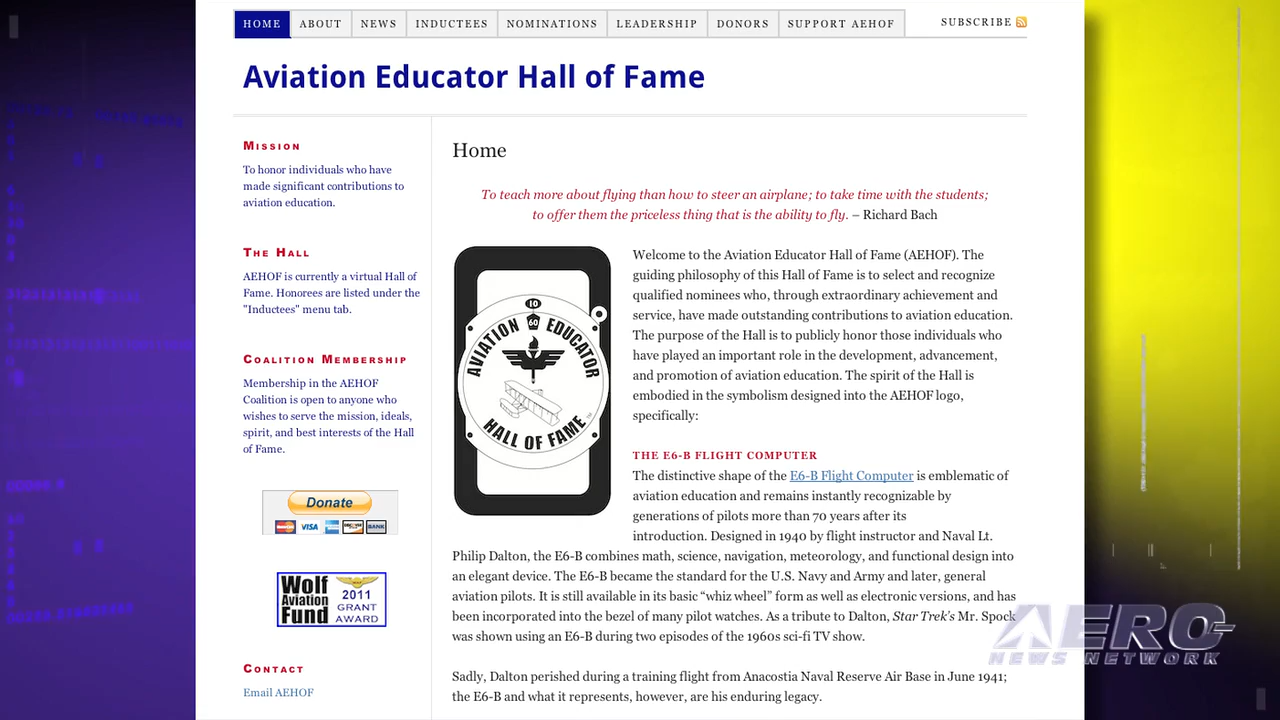 HOME ABOUT NEWS INDUCTEES NOMINATIONS LEADERSHIP DONORS SUPPORT AEHOF SUBSCRIBE
Aviation Educator Hall of Fame
MISSION
To honor individuals who have
made significant contributions to
aviation education.
THE HALL
AEHOF is currently a virtual Hall of
Fame. Honorees are listed under the
"Inductees" menu tab.
COALITION MEMBERSHIP
Membership in the AEHOF
Coalition is open to anyone who
wishes to serve the mission, ideals,
spirit, and best interests of the Hall
of Fame.
Donate
MasterCard VISA DISCOVER BANK
Wolf
Aviation
Fund
2011
GRANT
AWARD
CONTACT
Email AEHOF
Home
To teach more about flying than how to steer an airplane; to take time with the students;
to offer them the priceless thing that is the ability to fly. – Richard Bach
10
60
AVIATION EDUCATOR
HALL OF FAME
Welcome to the Aviation Educator Hall of Fame (AEHOF). The
guiding philosophy of this Hall of Fame is to select and recognize
qualified nominees who, through extraordinary achievement and
service, have made outstanding contributions to aviation education.
The purpose of the Hall is to publicly honor those individuals who
have played an important role in the development, advancement,
and promotion of aviation education. The spirit of the Hall is
embodied in the symbolism designed into the AEHOF logo,
specifically:
THE E6-B FLIGHT COMPUTER
The distinctive shape of the E6-B Flight Computer is emblematic of
aviation education and remains instantly recognizable by
generations of pilots more than 70 years after its
introduction. Designed in 1940 by flight instructor and Naval Lt.
Philip Dalton, the E6-B combines math, science, navigation, meteorology, and functional design into
an elegant device. The E6-B became the standard for the U.S. Navy and Army and later, general
aviation pilots. It is still available in its basic “whiz wheel” form as well as electronic versions, and has
been incorporated into the bezel of many pilot watches. As a tribute to Dalton, Star Trek’s Mr. Spock
was shown using an E6-B during two episodes of the 1960s sci-fi TV show.
Sadly, Dalton perished during a training flight from Anacostia Naval Reserve Air Base in June 1941;
the E6-B and what it represents, however, are his enduring legacy.
AERO
NEWS NETWORK